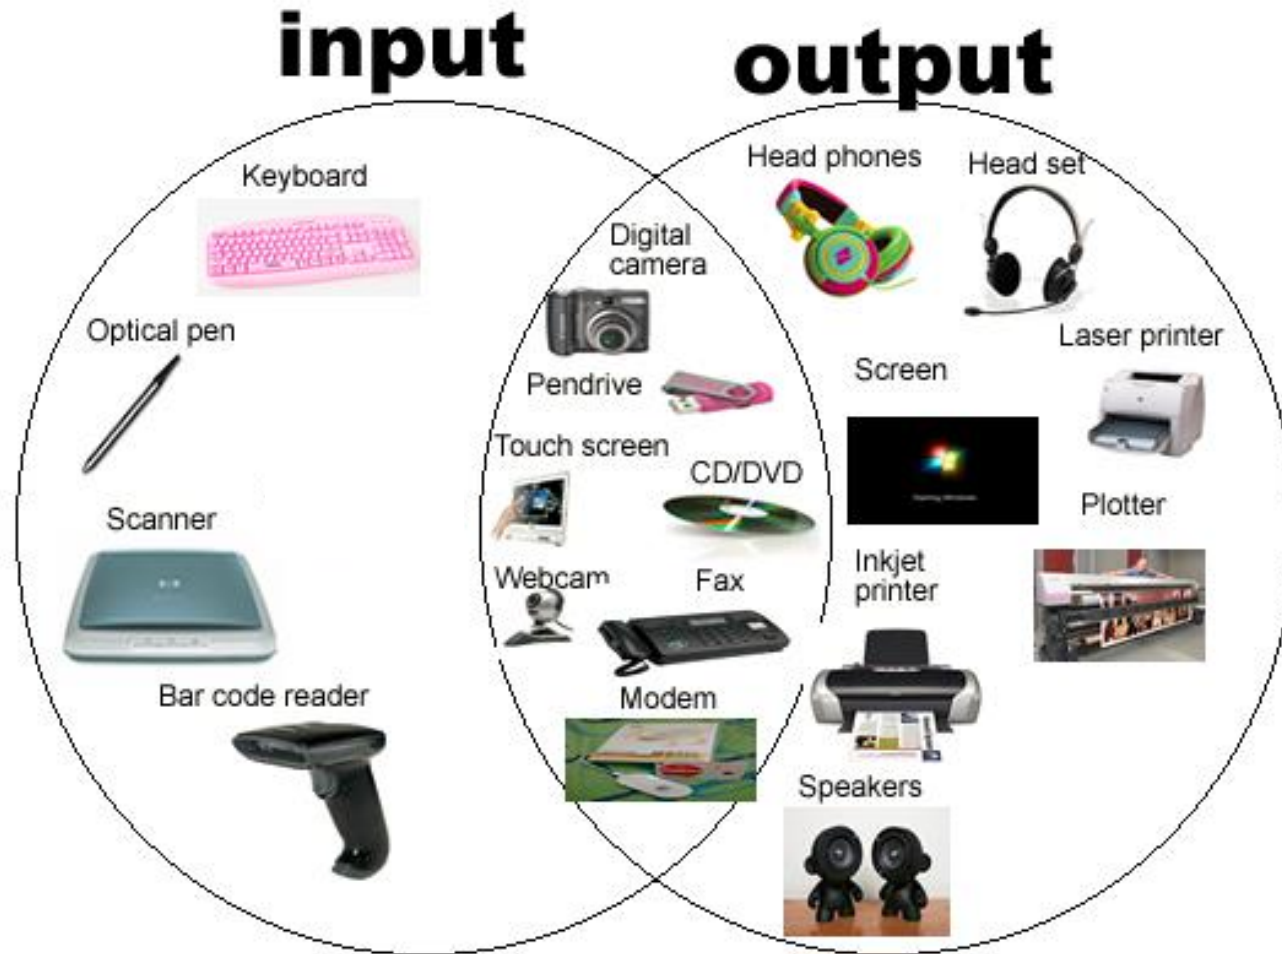 input
output
Keyboard
Optical pen
Scanner
Bar code reader
Digital
camera
Pendrive
Touch screen
CD/DVD
Webcam
Fax
Modem
Head phones
Head set
Laser printer
Screen
Plotter
Inkjet
printer
Speakers